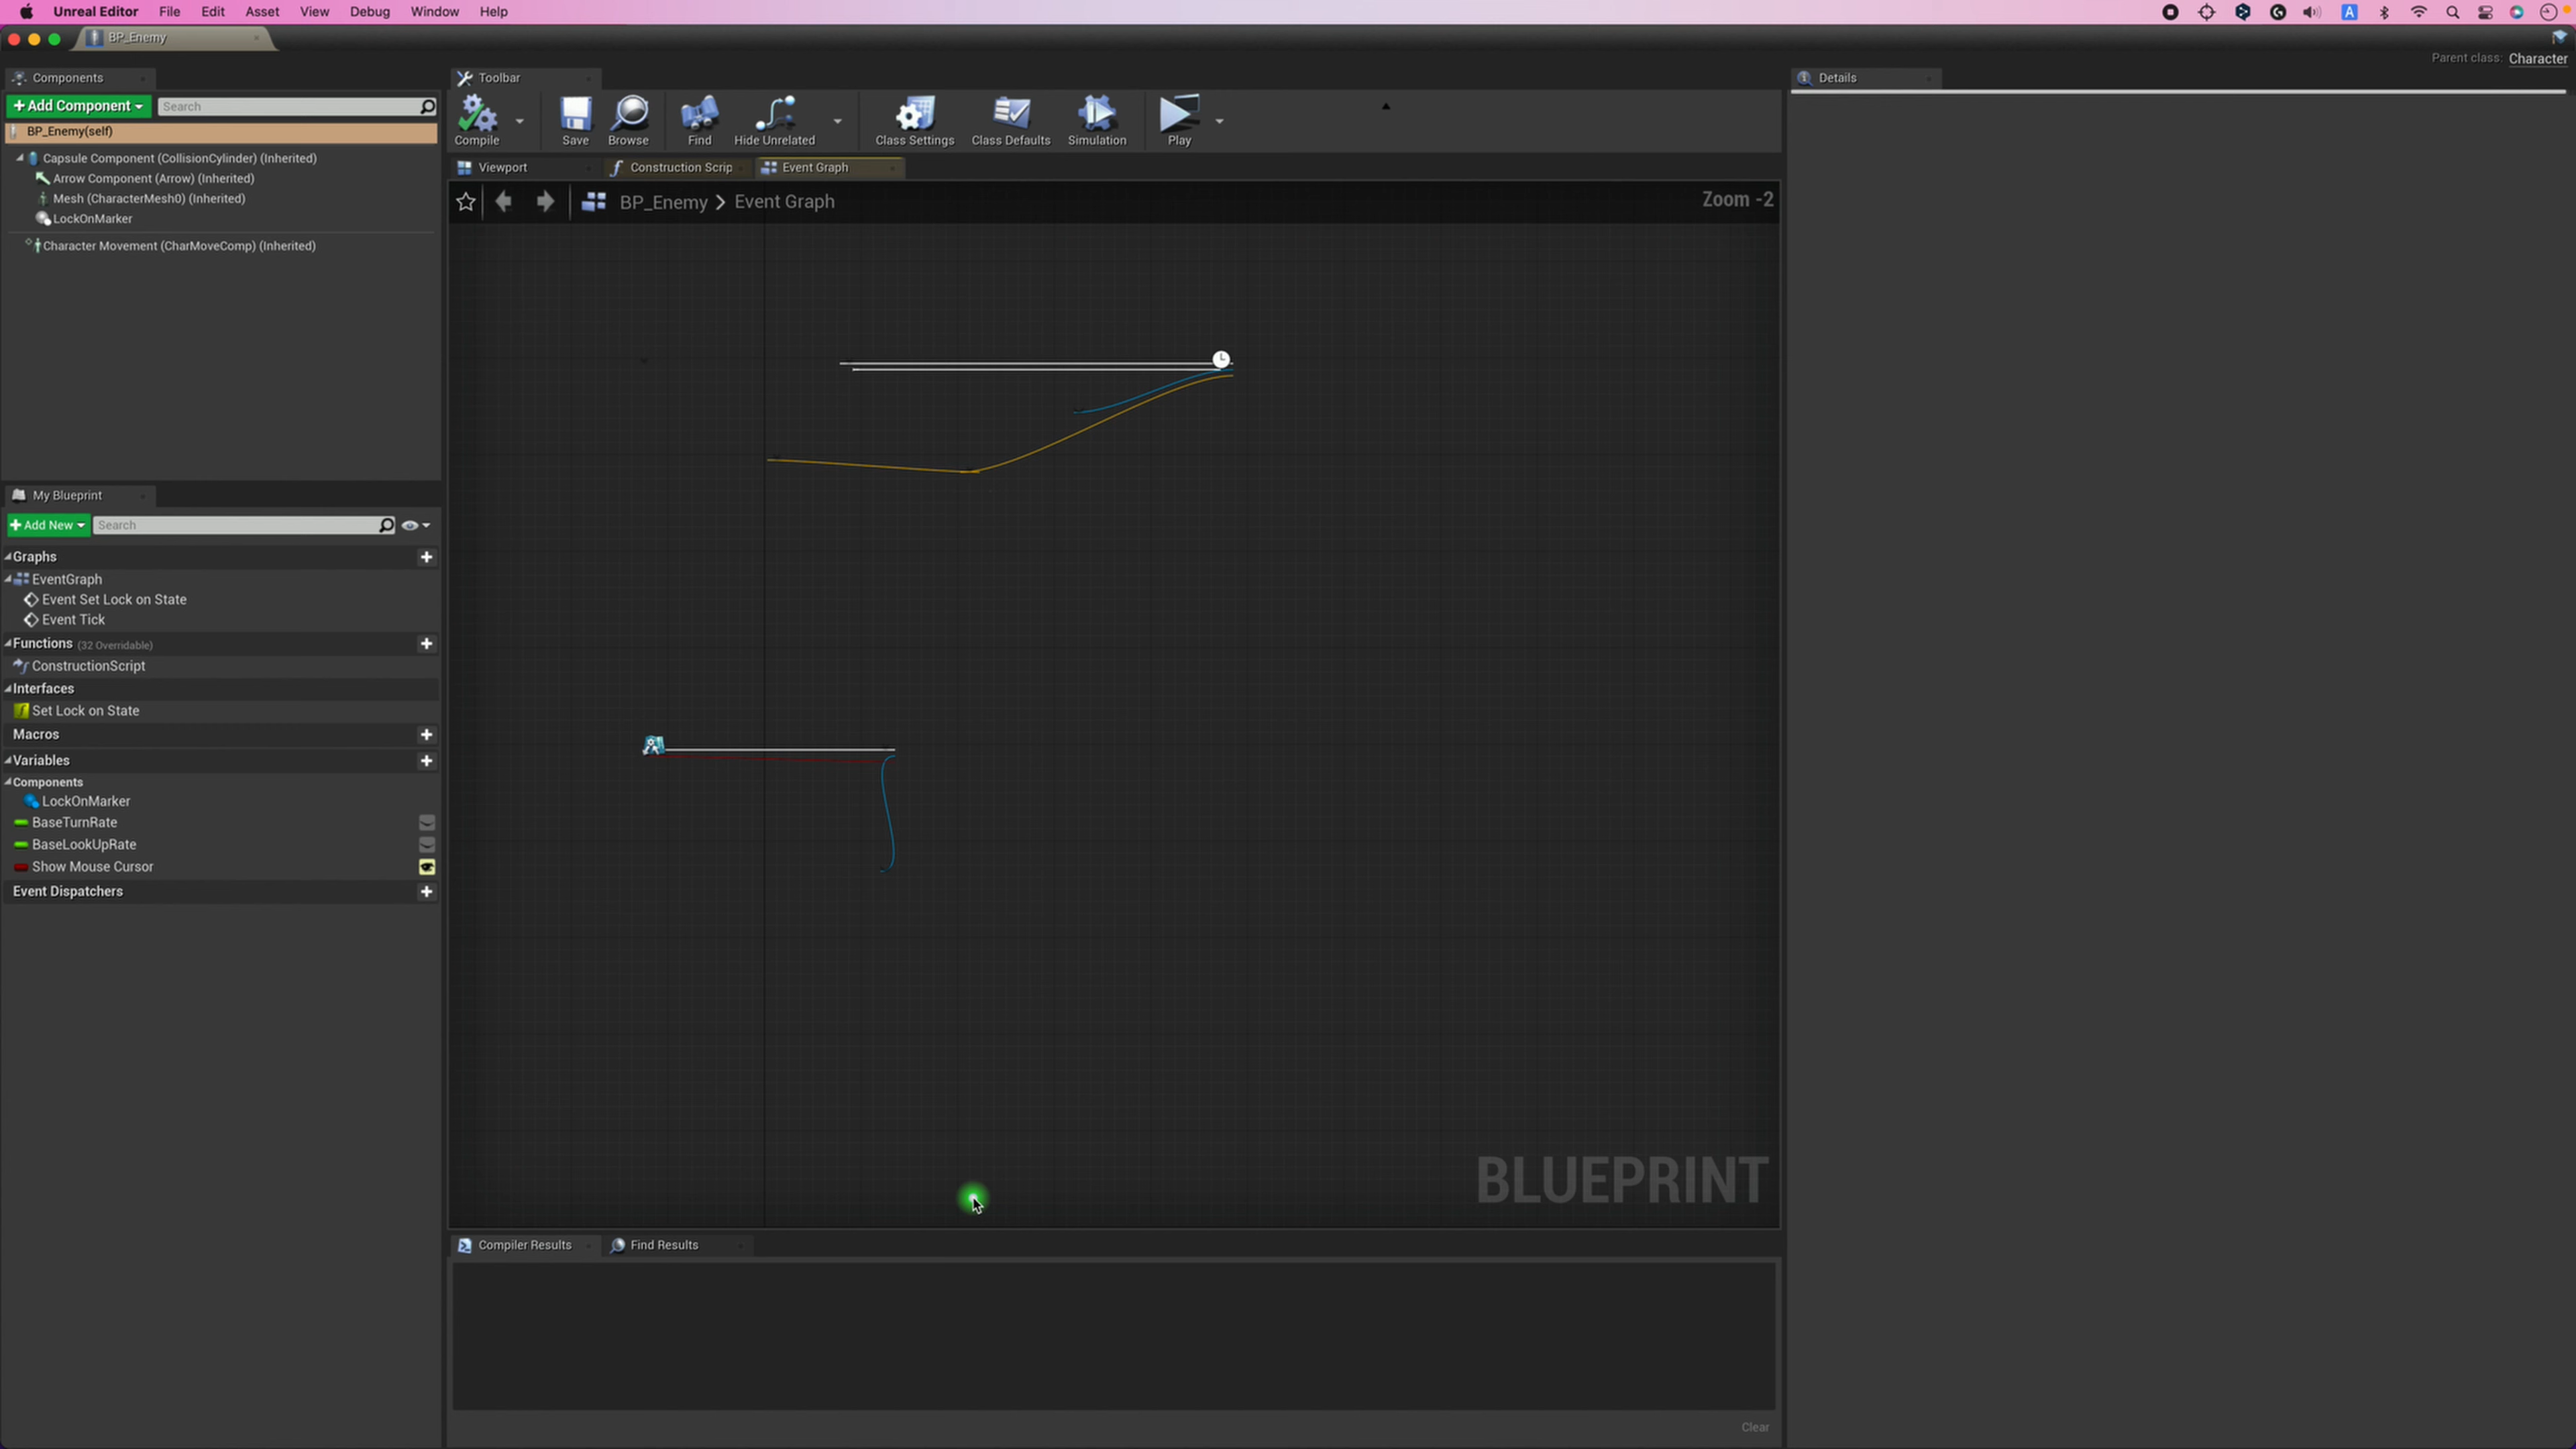 Unreal Editor File Edit Asset View Debug Window Help
A
BP_Enemy
Parent class: Character
Components
Add Component
Search
BP_Enemy(self)
Capsule Component (CollisionCylinder) (Inherited)
Arrow Component (Arrow) (Inherited)
Mesh (CharacterMesh0) (Inherited)
LockOnMarker
Character Movement (CharMoveComp) (Inherited)
My Blueprint
Add New
Search
Graphs
EventGraph
Event Set Lock on State
Event Tick
Functions (32 Overridable)
ConstructionScript
Interfaces
Set Lock on State
Macros
Variables
Components
LockOnMarker
BaseTurnRate
BaseLookUpRate
Show Mouse Cursor
Event Dispatchers
Toolbar
Compile
Save
Browse
Find
Hide Unrelated
Class Settings
Class Defaults
Simulation
Play
Viewport
Construction Scrip
Event Graph
BP_Enemy > Event Graph
Zoom -2
BLUEPRINT
Compiler Results
Find Results
Clear
Details